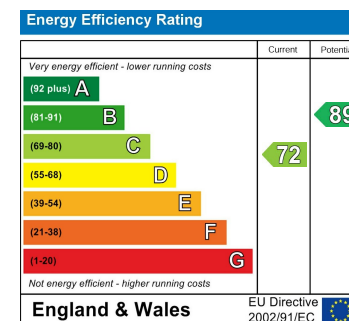 Energy Efficiency Rating
Current
Potenti
Very energy efficient - lower running costs
(92 plus) A
(81-91) B
89
(69-80) C
72
(55-68) D
(39-54) E
(21-38) F
(1-20) G
Not energy efficient - higher running costs
England & Wales
EU Directive
2002/91/EC